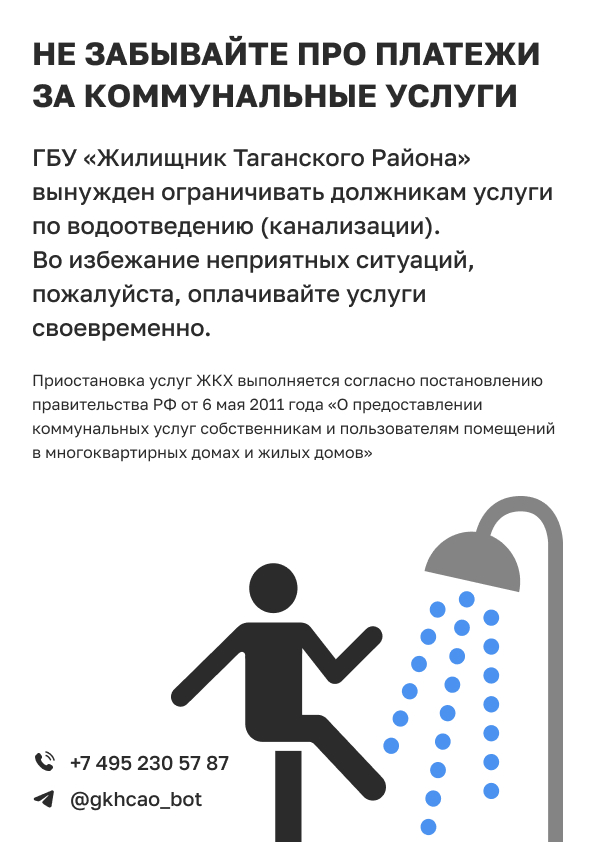 НЕ ЗАБЫВАЙТЕ ПРО ПЛАТЕЖИ
ЗА КОММУНАЛЬНЫЕ УСЛУГИ
ГБУ «Жилищник Таганского Района»
вынужден ограничивать должникам услуги
по водоотведению (канализации).
Во избежание неприятных ситуаций,
пожалуйста, оплачивайте услуги
своевременно.
Приостановка услуг ЖКХ выполняется согласно постановлению
правительства РФ от 6 мая 2011 года «О предоставлении
коммунальных услуг собственникам и пользователям помещений
в многоквартирных домах и жилых домов»
+7 495 230 57 87
@gkhcao_bot